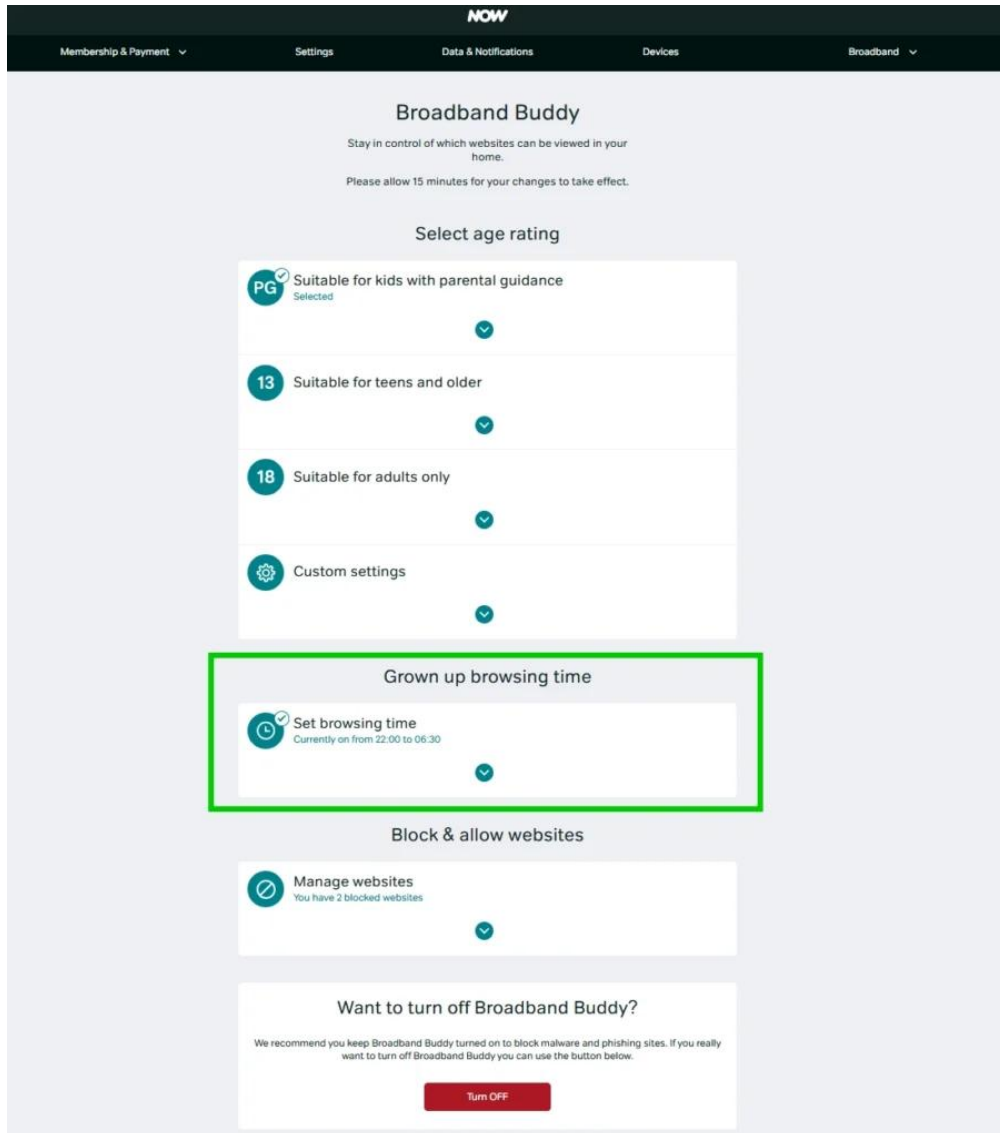 NOW
Membership & Payment
Settings
Data & Notifications
Devices
Broadband
Broadband Buddy
Stay in control of which websites can be viewed in your
home.
Please allow 15 minutes for your changes to take effect.
Select age rating
PG
Suitable for kids with parental guidance
Selected
13
Suitable for teens and older
18
Suitable for adults only
Custom settings
Grown up browsing time
Set browsing time
Currently on from 22:00 to 06:30
Block & allow websites
Manage websites
You have 2 blocked websites
Want to turn off Broadband Buddy?
We recommend you keep Broadband Buddy turned on to block malware and phishing sites. If you really
want to turn off Broadband Buddy you can use the button below.
Turn OFF